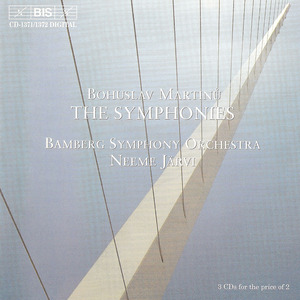 BIS
CD-1371/1372 DIGITAL
BOHUSLAV MARTINŮ
THE SYMPHONIES
BAMBERG SYMPHONY ORCHESTRA
NEEME JÄRVI
3 CDs for the prize of 2